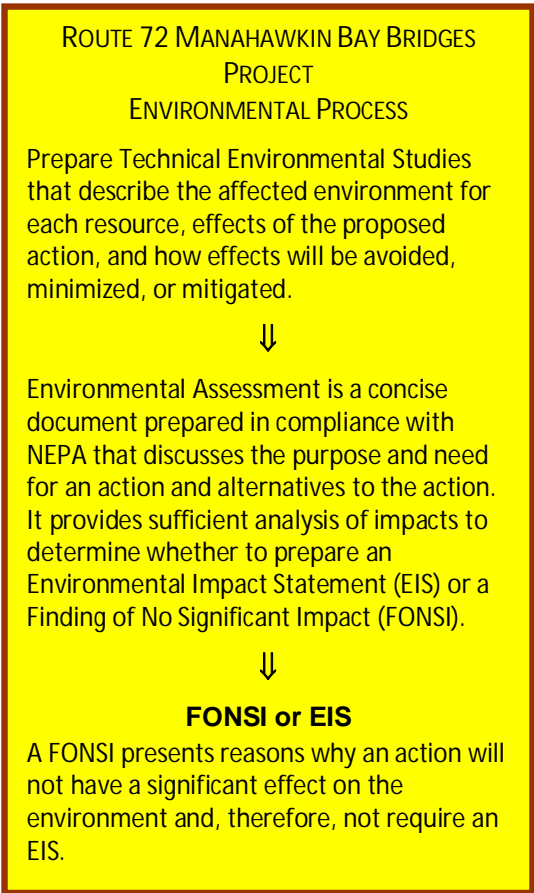 ROUTE 72 MANAHAWKIN BAY BRIDGES
PROJECT
ENVIRONMENTAL PROCESS
Prepare Technical Environmental Studies
that describe the affected environment for
each resource, effects of the proposed
action, and how effects will be avoided,
minimized, or mitigated.
⇓
Environmental Assessment is a concise
document prepared in compliance with
NEPA that discusses the purpose and need
for an action and alternatives to the action.
It provides sufficient analysis of impacts to
determine whether to prepare an
Environmental Impact Statement (EIS) or a
Finding of No Significant Impact (FONSI).
⇓
FONSI or EIS
A FONSI presents reasons why an action will
not have a significant effect on the
environment and, therefore, not require an
EIS.